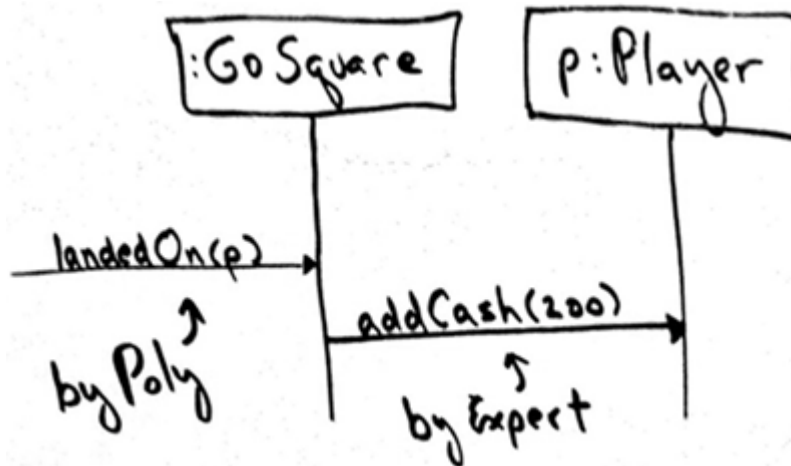 :GoSquare
p:Player
landedOn(p)
addCash(200)
by Poly
by Expert